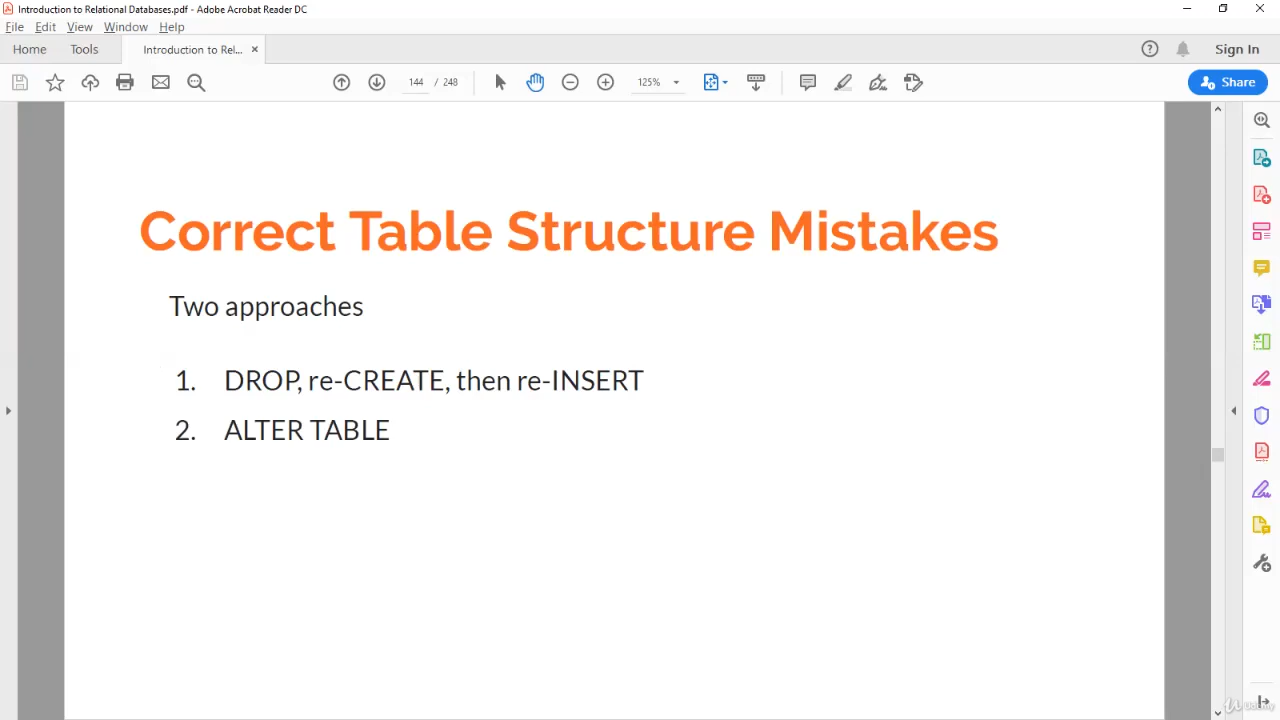 Introduction to Relational Databases.pdf - Adobe Acrobat Reader DC
File Edit View Window Help
Home Tools Introduction to Rel... × Sign In
144 / 248 125% Share
Correct Table Structure Mistakes
Two approaches
1. DROP, re-CREATE, then re-INSERT
2. ALTER TABLE
Udemy